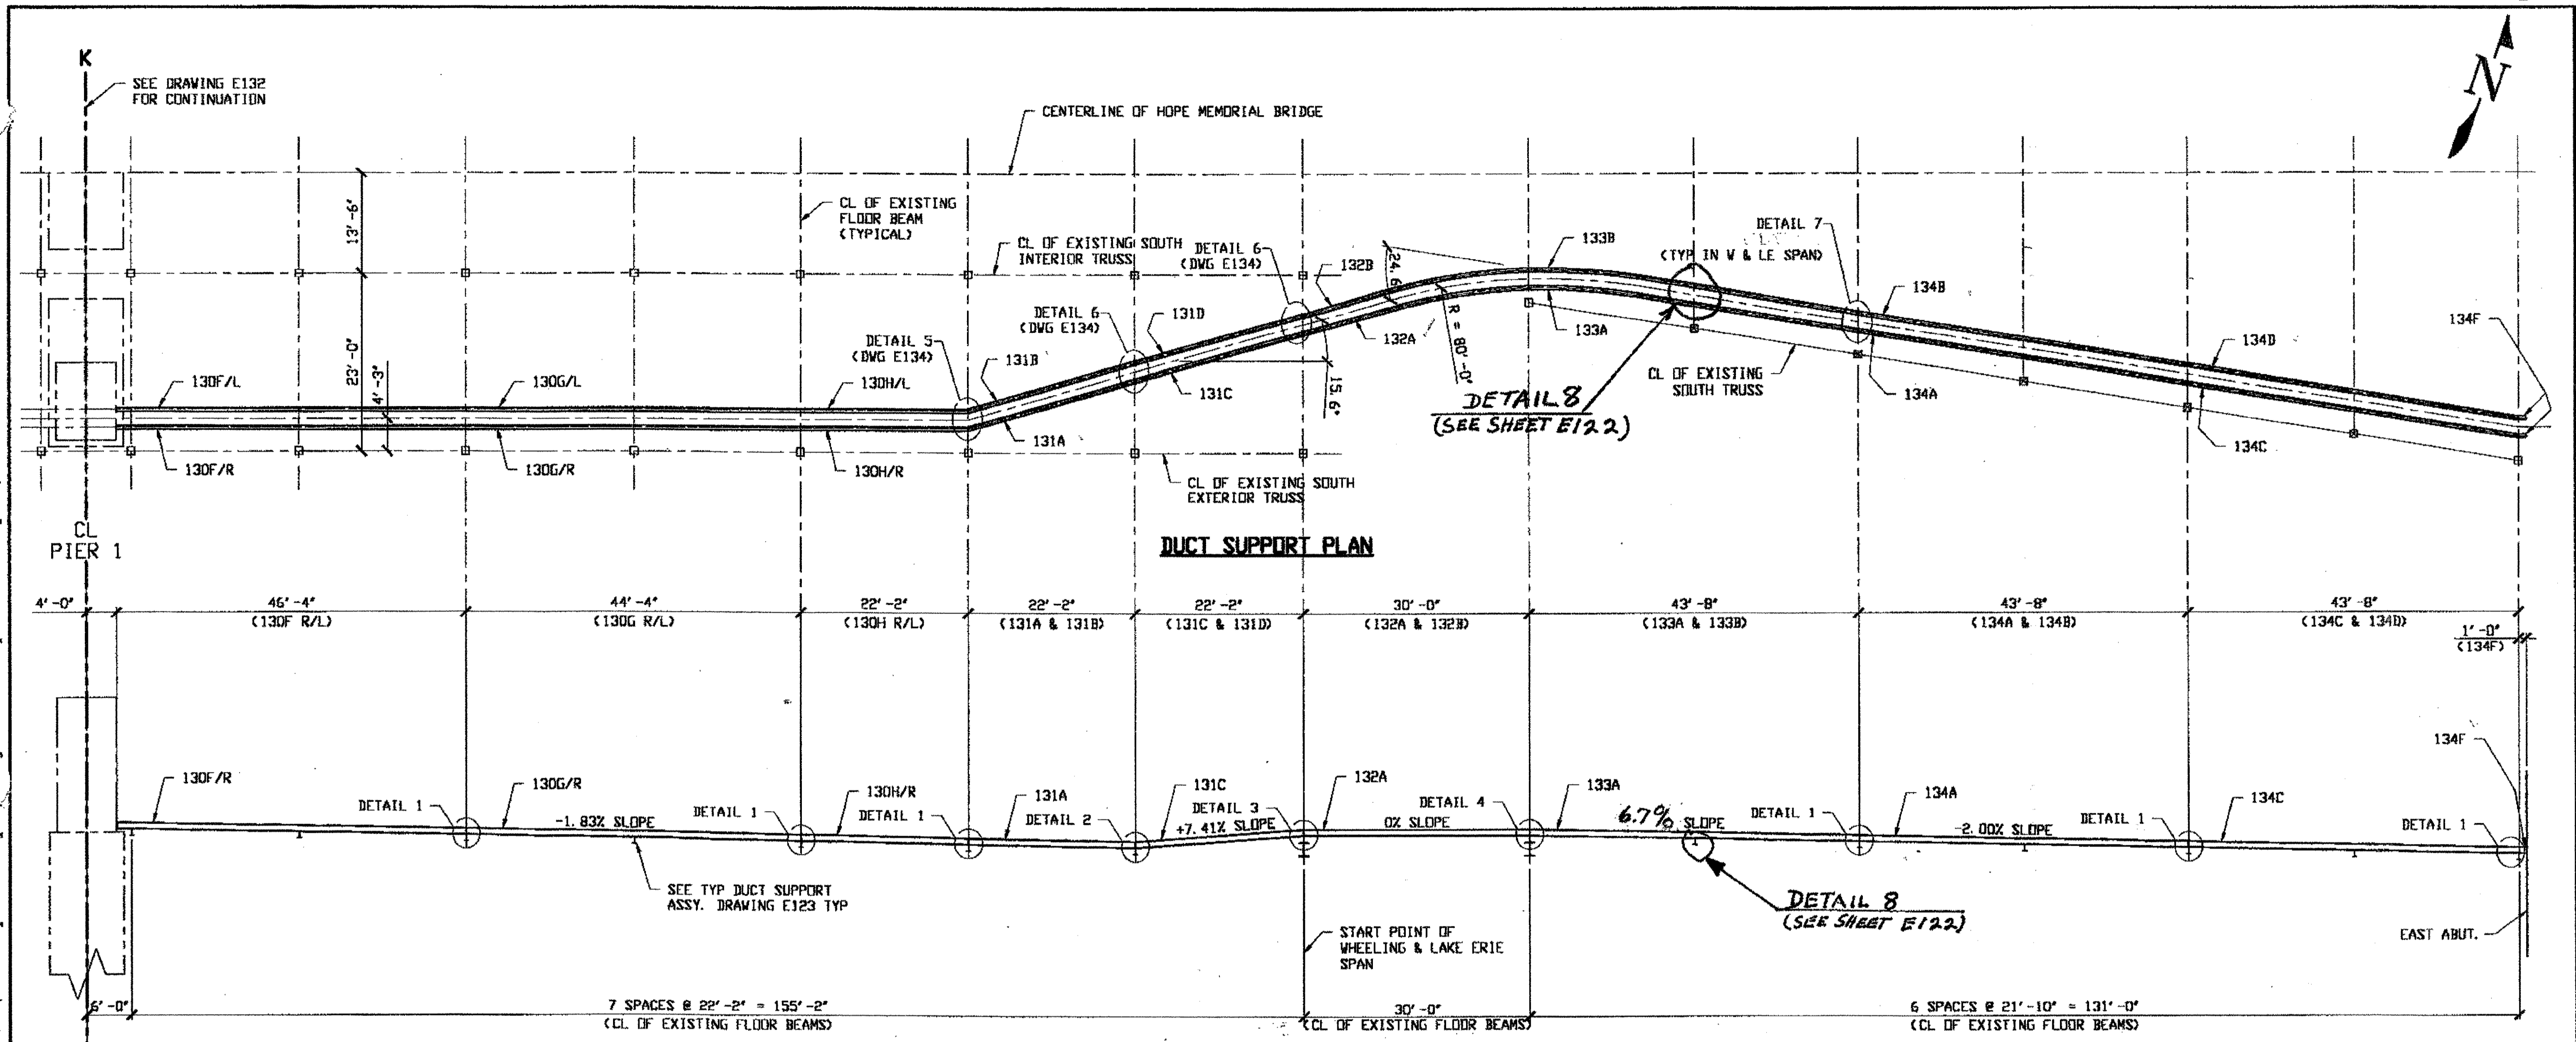 K
SEE DRAWING E132
FOR CONTINUATION
N
CENTERLINE OF HOPE MEMORIAL BRIDGE
13'-6"
23'-0"
4'-3"
CL OF EXISTING
FLOOR BEAM
(TYPICAL)
CL OF EXISTING SOUTH
INTERIOR TRUSS
DETAIL 6
(DWG E134)
132B
24.6°
133B
DETAIL 7
(TYP IN W & LE SPAN)
134B
DETAIL 5
(DWG E134)
131B
DETAIL 6
(DWG E134)
131D
132A
R = 80'-0"
133A
134D
134F
130F/L
130G/L
130H/L
131C
15.6°
DETAIL 8
(SEE SHEET E122)
CL OF EXISTING
SOUTH TRUSS
134A
130F/R
130G/R
130H/R
131A
134C
CL OF EXISTING SOUTH
EXTERIOR TRUSS
CL
PIER 1
DUCT SUPPORT PLAN
4'-0"
46'-4"
(130F R/L)
44'-4"
(130G R/L)
22'-2"
(130H R/L)
22'-2"
(131A & 131B)
22'-2"
(131C & 131D)
30'-0"
(132A & 132B)
43'-8"
(133A & 133B)
43'-8"
(134A & 134B)
43'-8"
(134C & 134D)
1'-0"
(134F)
130F/R
DETAIL 1
130G/R
-1.83% SLOPE
DETAIL 1
130H/R
DETAIL 1
131A
DETAIL 2
131C
DETAIL 3
+7.41% SLOPE
132A
0% SLOPE
DETAIL 4
133A
6.7% SLOPE
DETAIL 1
134A
-2.00% SLOPE
DETAIL 1
134C
134F
DETAIL 1
SEE TYP DUCT SUPPORT
ASSY. DRAWING E123 TYP
DETAIL 8
(SEE SHEET E122)
START POINT OF
WHEELING & LAKE ERIE
SPAN
EAST ABUT.
6'-0"
7 SPACES @ 22'-2" = 155'-2"
(CL OF EXISTING FLOOR BEAMS)
30'-0"
(CL OF EXISTING FLOOR BEAMS)
6 SPACES @ 21'-10" = 131'-0"
(CL OF EXISTING FLOOR BEAMS)